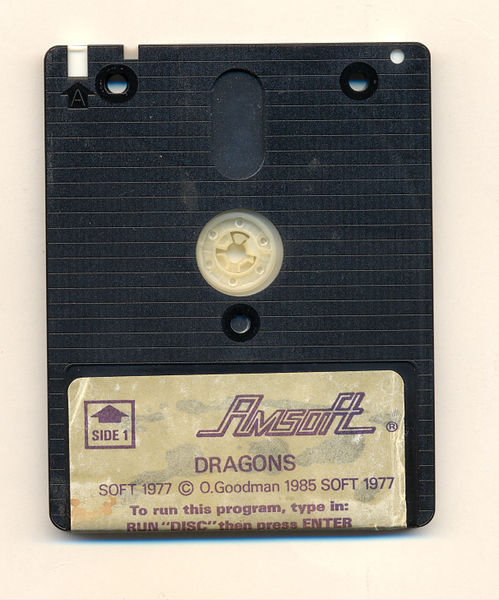 A
Amsoft ®
SIDE 1
DRAGONS
SOFT 1977 © O.Goodman 1985 SOFT 1977
To run this program, type in:
RUN "DISC" then press ENTER